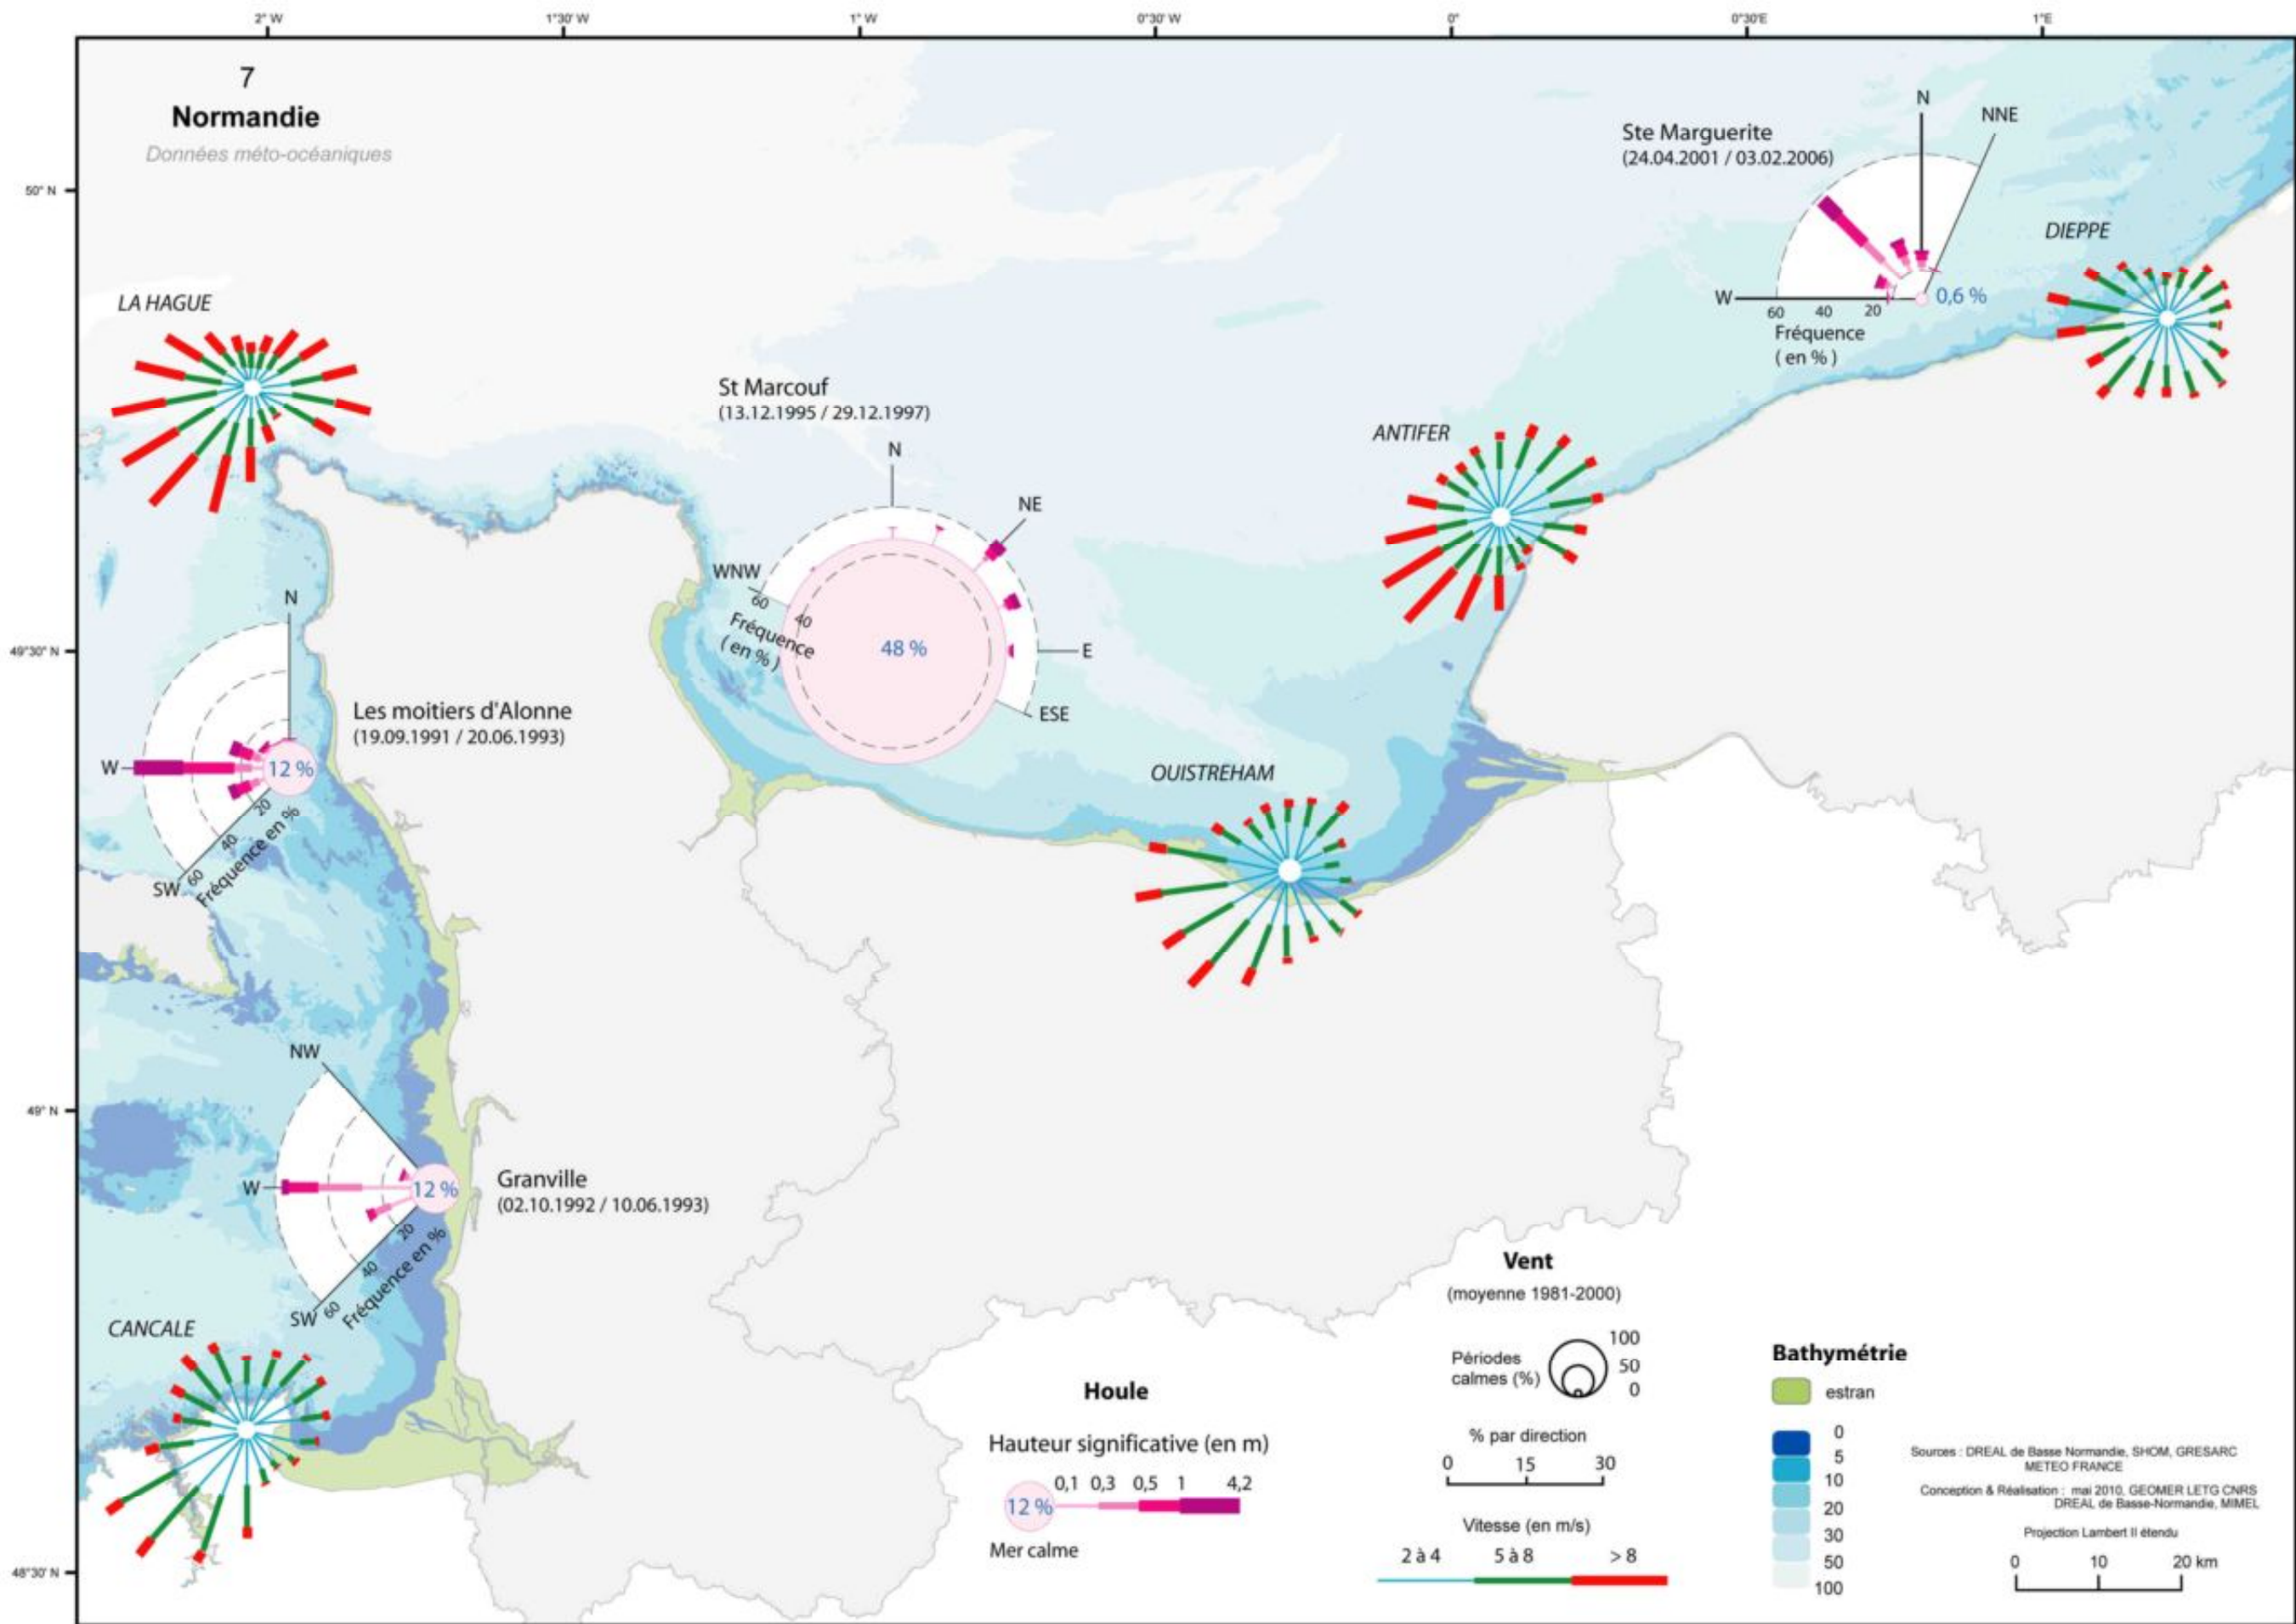 2° W
1°30' W
1° W
0°30' W
0°
0°30'E
1°E
7
Normandie
Données méto-océaniques
50° N
49°30" N
49° N
48°30' N
LA HAGUE
St Marcouf
(13.12.1995 / 29.12.1997)
N
NE
E
ESE
WNW
60
40
Fréquence
( en % )
48 %
Ste Marguerite
(24.04.2001 / 03.02.2006)
N
NNE
W
60 40 20
0,6 %
Fréquence
( en % )
DIEPPE
ANTIFER
OUISTREHAM
Les moitiers d'Alonne
(19.09.1991 / 20.06.1993)
N
W
12 %
SW
20
40
60
Fréquence en %
Granville
(02.10.1992 / 10.06.1993)
NW
W
12 %
SW
20
40
60
Fréquence en %
CANCALE
Houle
Hauteur significative (en m)
0,1 0,3 0,5 1 4,2
12 %
Mer calme
Vent
(moyenne 1981-2000)
Périodes
calmes (%)
100
50
0
% par direction
0 15 30
Vitesse (en m/s)
2 à 4 5 à 8 > 8
Bathymétrie
estran
0
5
10
20
30
50
100
Sources : DREAL de Basse Normandie, SHOM, GRESARC
METEO FRANCE
Conception & Réalisation : mai 2010, GEOMER LETG CNRS
DREAL de Basse-Normandie, MIMEL
Projection Lambert II étendu
0 10 20 km